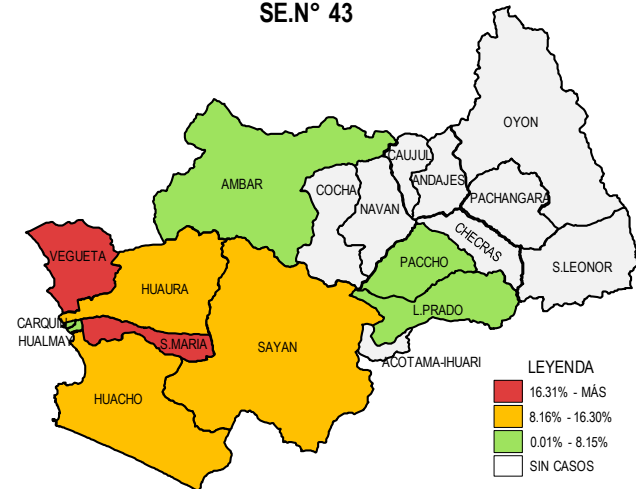 SE.N° 43
OYON
CAUJUL
ANDAJES
AMBAR
COCHA
PACHANGARA
NAVAN
CHECRAS
VEGUETA
PACCHO
S.LEONOR
HUAURA
L.PRADO
CARQUIN
HUALMAY
S.MARIA
SAYAN
ACOTAMA-IHUARI
HUACHO
LEYENDA
16.31% - MÁS
8.16% - 16.30%
0.01% - 8.15%
SIN CASOS